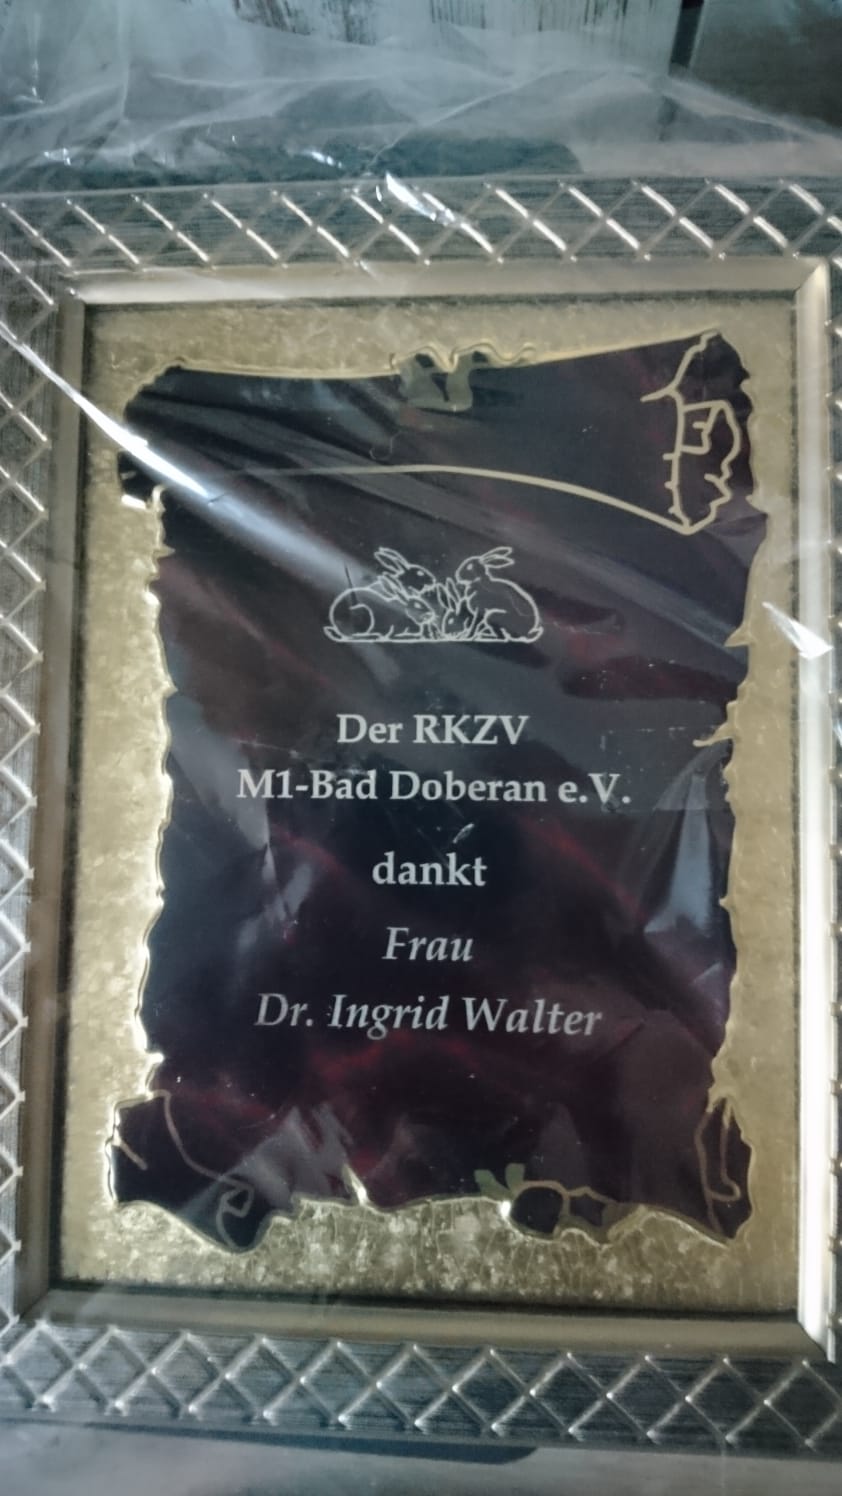 Der RKZV
M1-Bad Doberan e.V.
dankt
Frau
Dr. Ingrid Walter